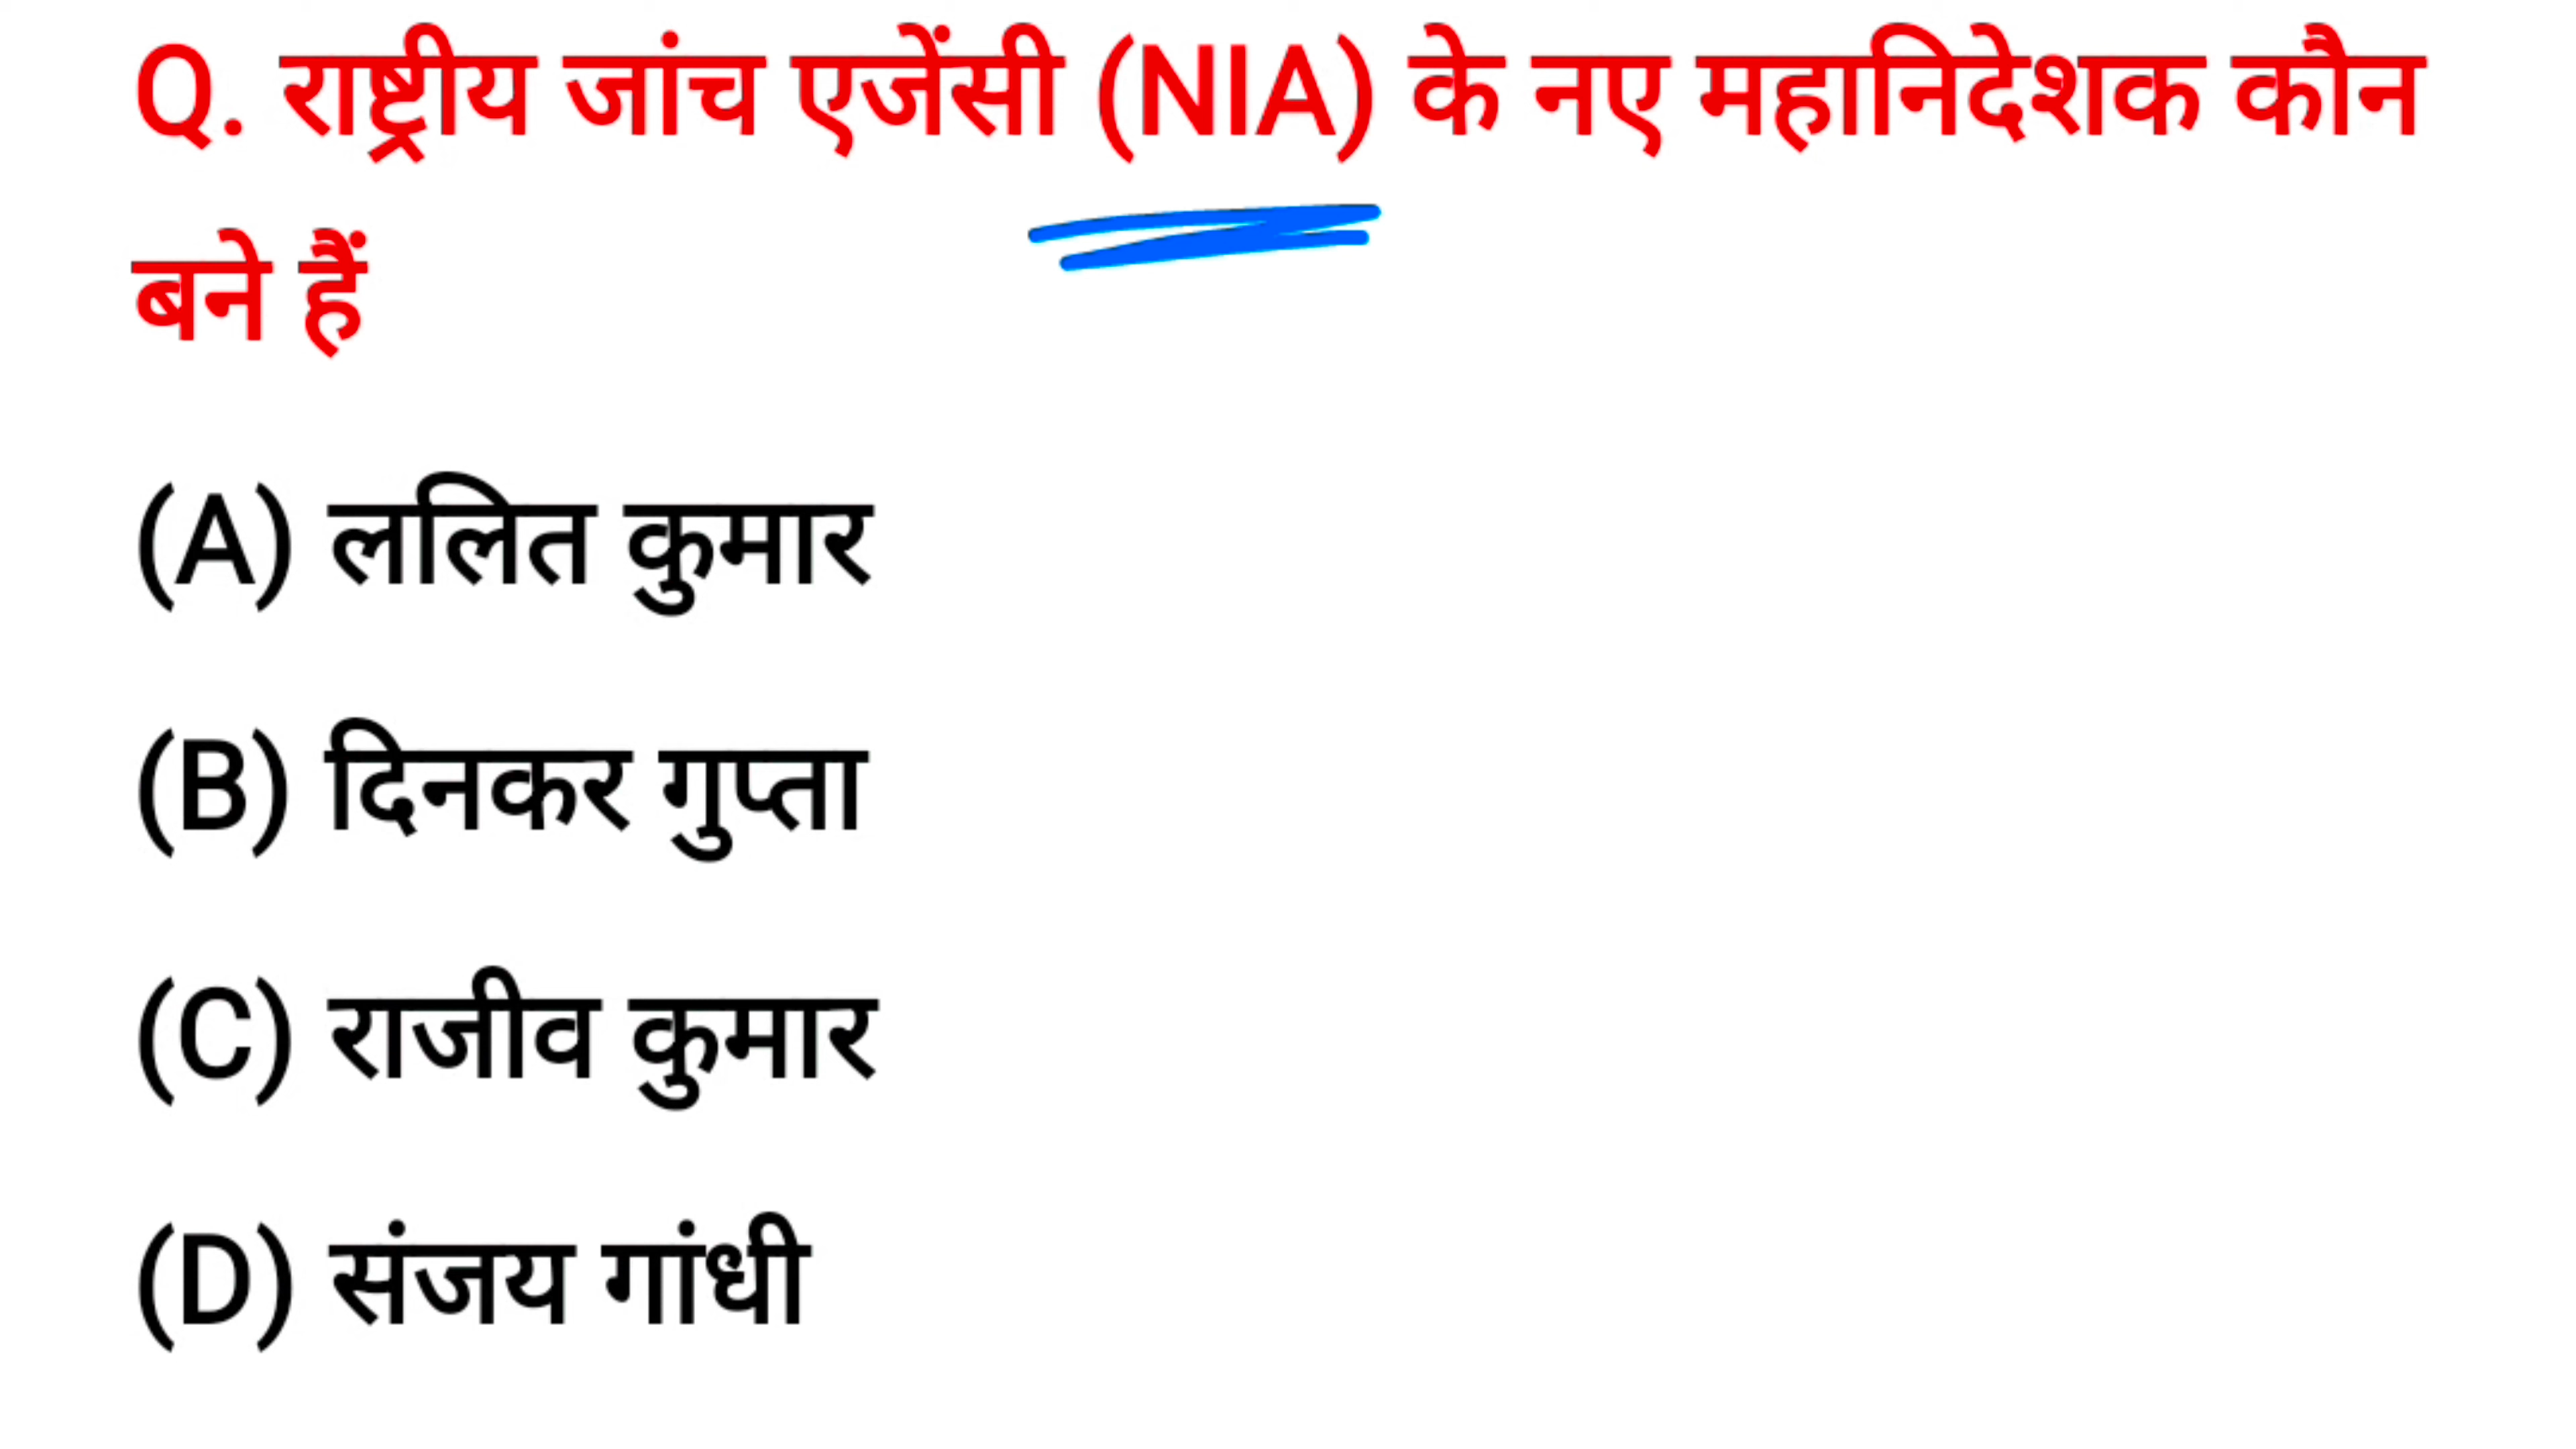 Q. राष्ट्रीय जांच एजेंसी (NIA) के नए महानिदेशक कौन
बने हैं
(A) ललित कुमार
(B) दिनकर गुप्ता
(C) राजीव कुमार
(D) संजय गांधी